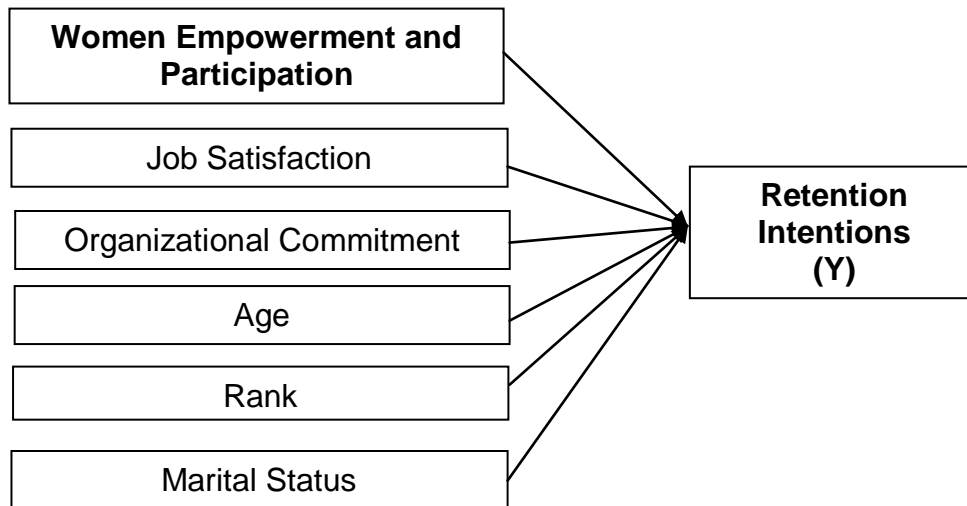 Women Empowerment and
Participation
Job Satisfaction
Organizational Commitment
Age
Rank
Marital Status
Retention
Intentions
(Y)